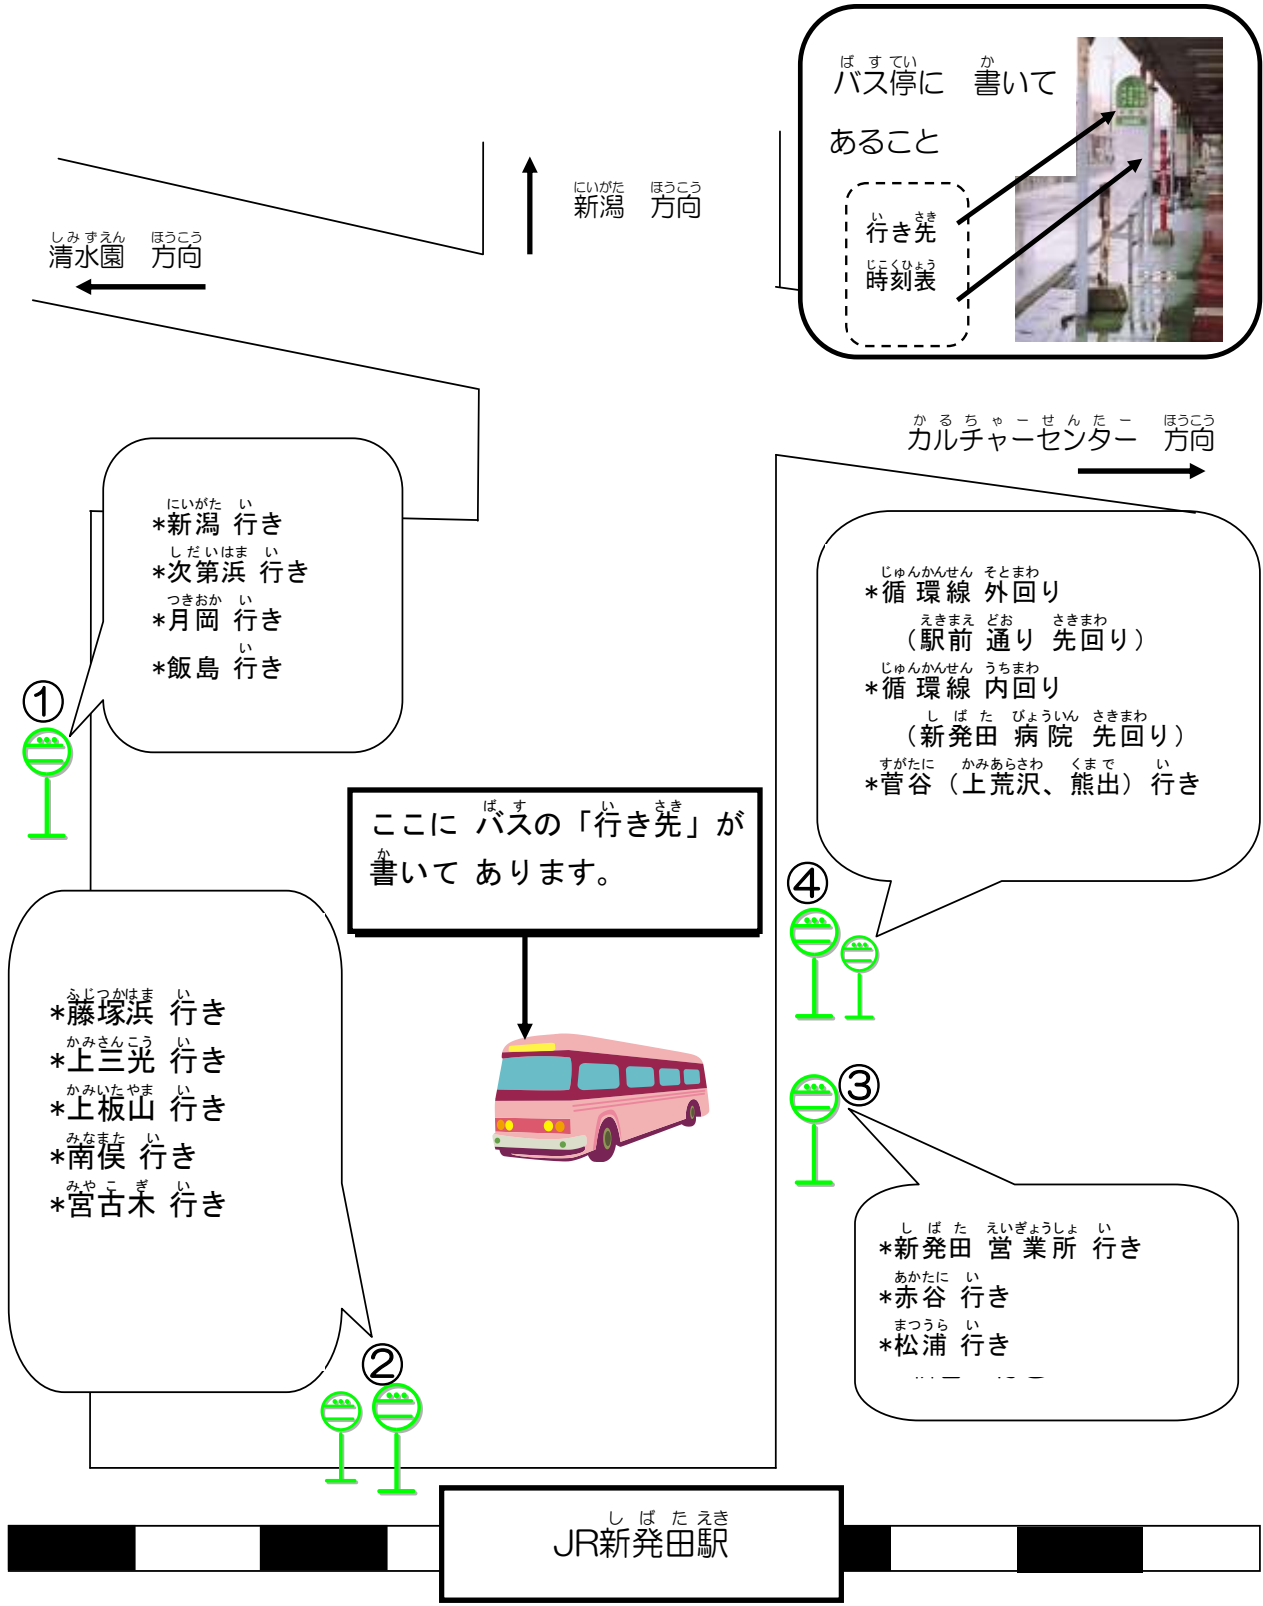 バス停に 書いて
あること
行き先
時刻表
新潟 方向
清水園 方向
カルチャーセンター 方向
*新潟 行き
*次第浜 行き
*月岡 行き
*飯島 行き
①
*循環線 外回り
（駅前 通り 先回り）
*循環線 内回り
（新発田 病院 先回り）
*菅谷（上荒沢、熊出）行き
④
ここに バスの「行き先」が
書いて あります。
*藤塚浜 行き
*上三光 行き
*上板山 行き
*南俣 行き
*宮古木 行き
②
③
*新発田 営業所 行き
*赤谷 行き
*松浦 行き
JR新発田駅